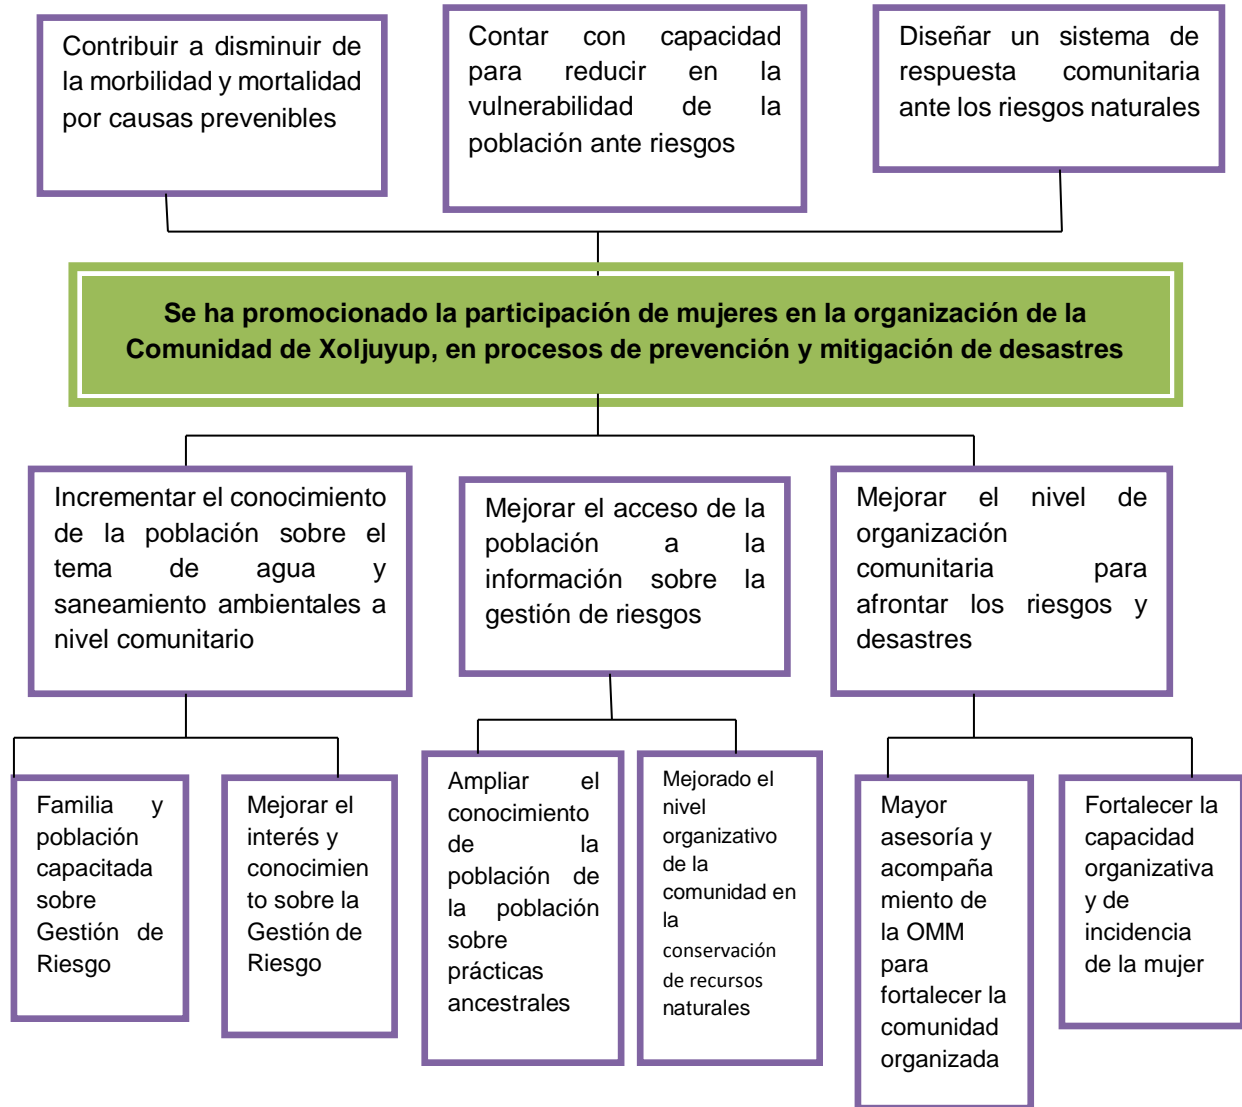 Contribuir a disminuir de
la morbilidad y mortalidad
por causas prevenibles
Contar con capacidad
para reducir en la
vulnerabilidad de la
población ante riesgos
Diseñar un sistema de
respuesta comunitaria
ante los riesgos naturales
Se ha promocionado la participación de mujeres en la organización de la
Comunidad de Xoljuyup, en procesos de prevención y mitigación de desastres
Incrementar el conocimiento
de la población sobre el
tema de agua y
saneamiento ambientales a
nivel comunitario
Mejorar el acceso de la
población a la
información sobre la
gestión de riesgos
Mejorar el nivel de
organización
comunitaria para
afrontar los riesgos y
desastres
Familia y
población
capacitada
sobre
Gestión de
Riesgo
Mejorar el
interés y
conocimien
to sobre la
Gestión de
Riesgo
Ampliar el
conocimiento
de la
población de
la población
sobre
prácticas
ancestrales
Mejorado el
nivel
organizativo
de la
comunidad en
la
conservación
de recursos
naturales
Mayor
asesoría y
acompaña
miento de
la OMM
para
fortalecer la
comunidad
organizada
Fortalecer la
capacidad
organizativa
y de
incidencia
de la mujer